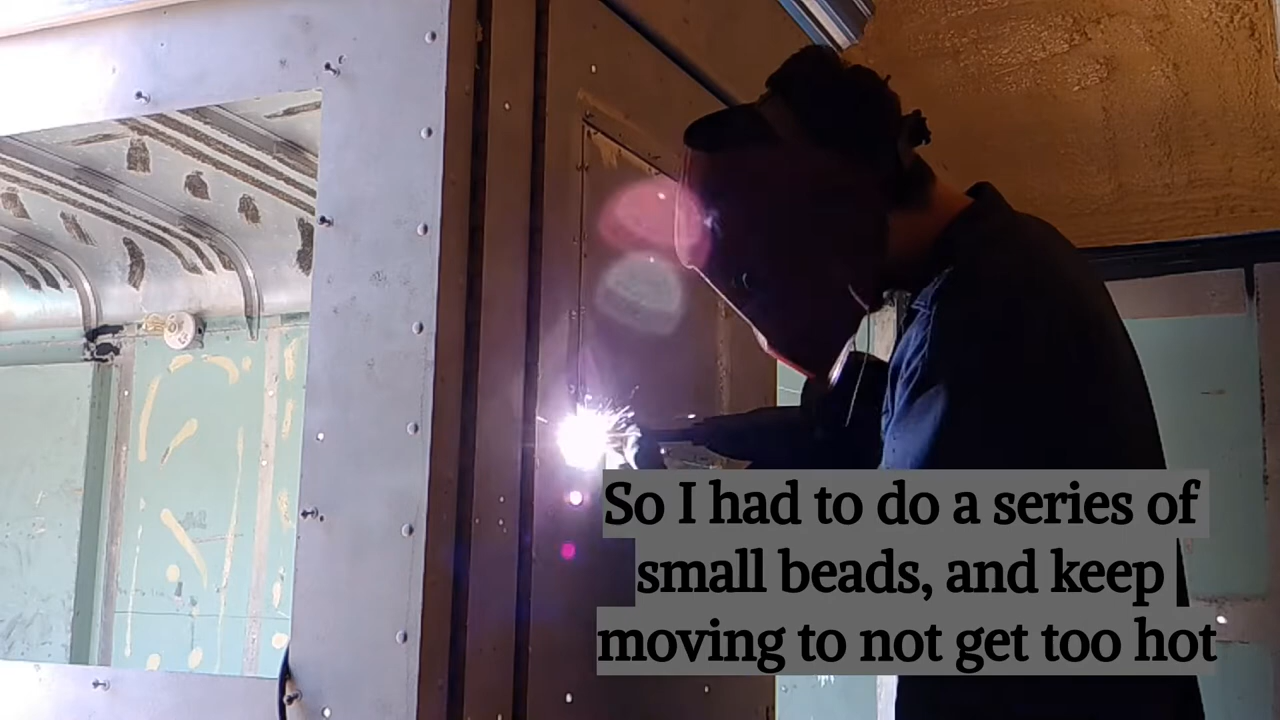 So I had to do a series of
small beads, and keep
moving to not get too hot